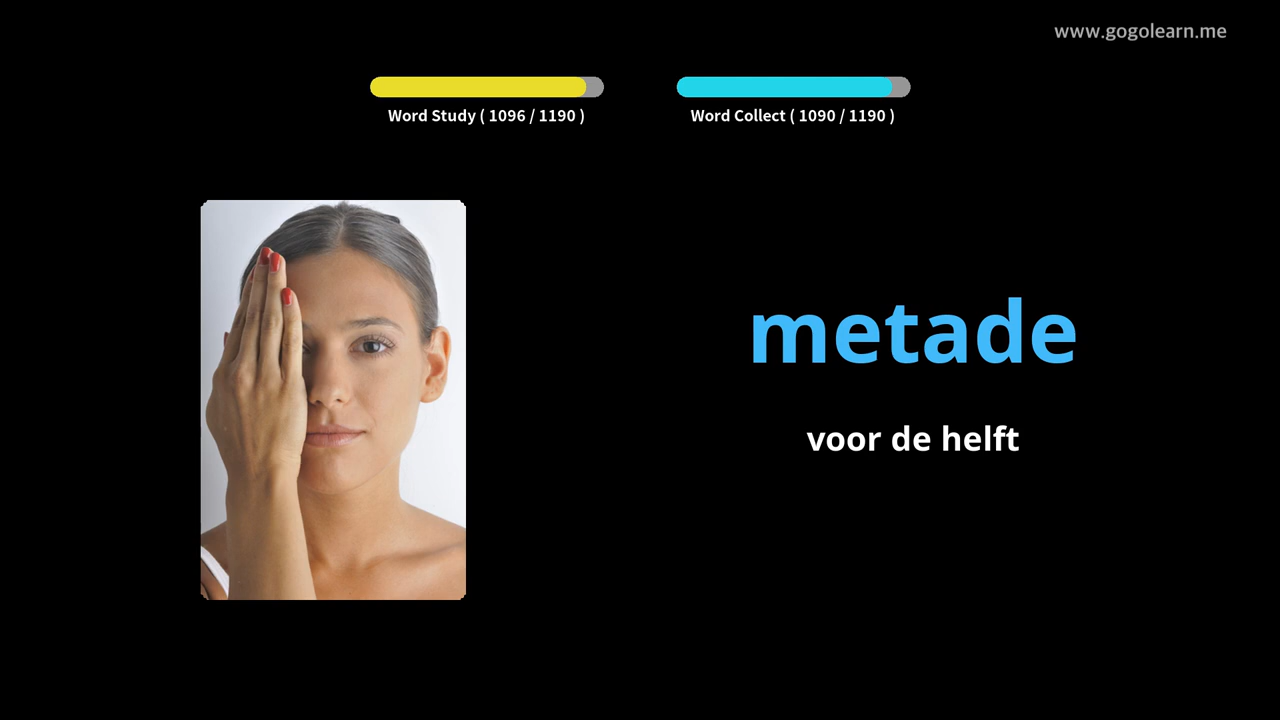 www.gogolearn.me
Word Study ( 1096 / 1190 )
Word Collect ( 1090 / 1190 )
metade
voor de helft